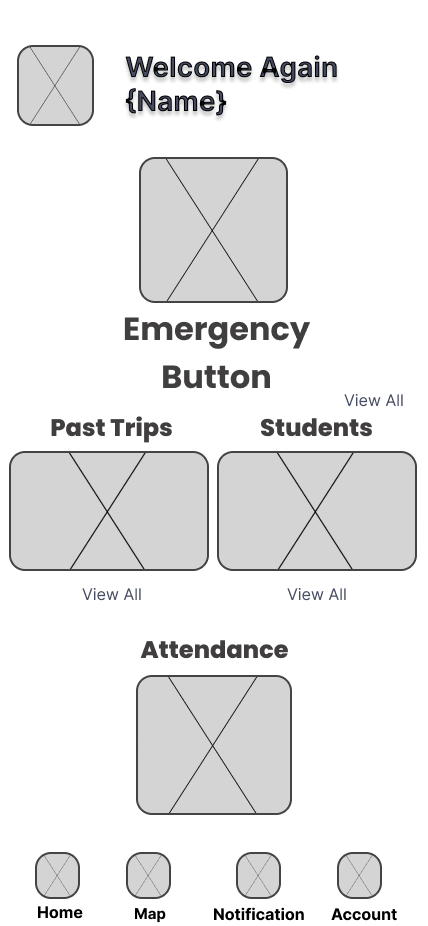 Welcome Again
{Name}
Emergency
Button
View All
Past Trips
Students
View All
View All
Attendance
Home
Map
Notification
Account